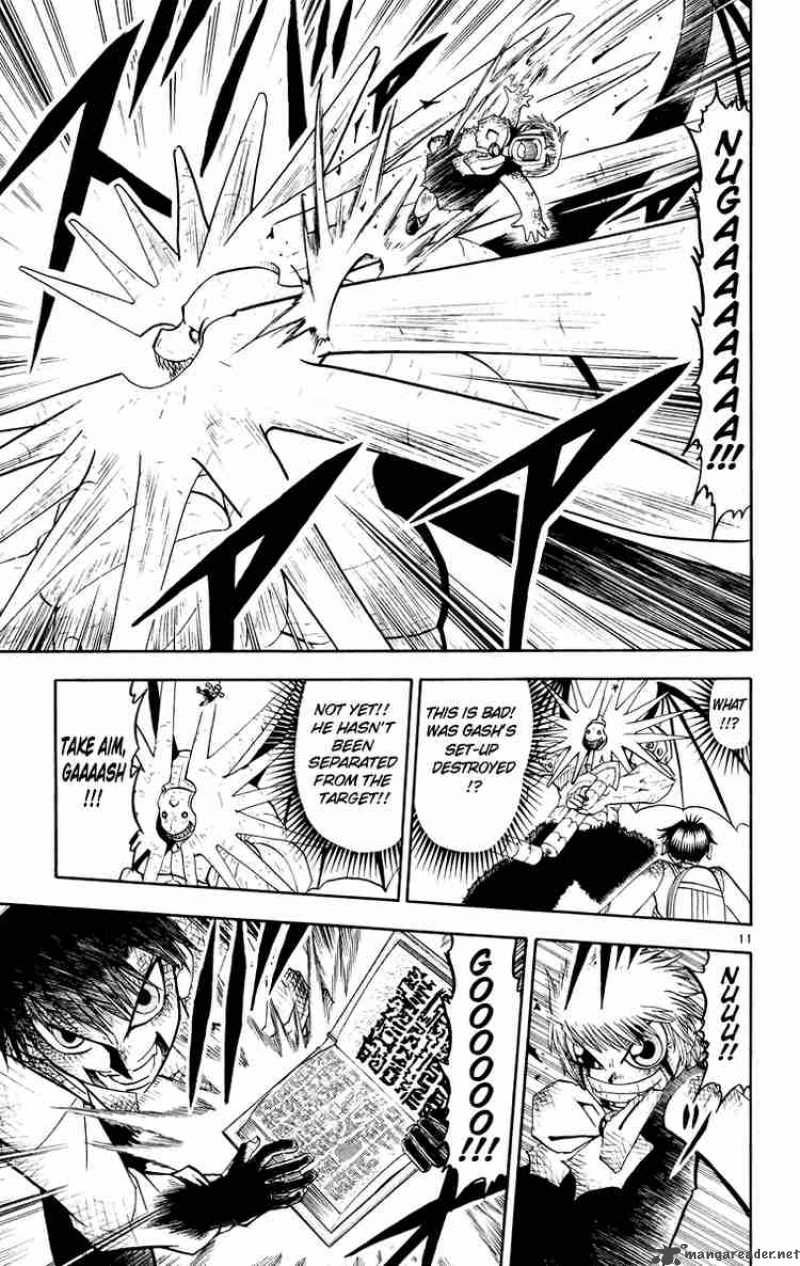 NUGAAAAAAAAAA!!!
WHAT
!!?
THIS IS BAD!
WAS GASH'S
SET-UP
DESTROYED
!?
NOT YET!!
HE HASN'T
BEEN
SEPARATED
FROM THE
TARGET!!
TAKE AIM,
GAAAASH
!!!
11
NUUU!!
GOOOOOO!!!
mangareader.net